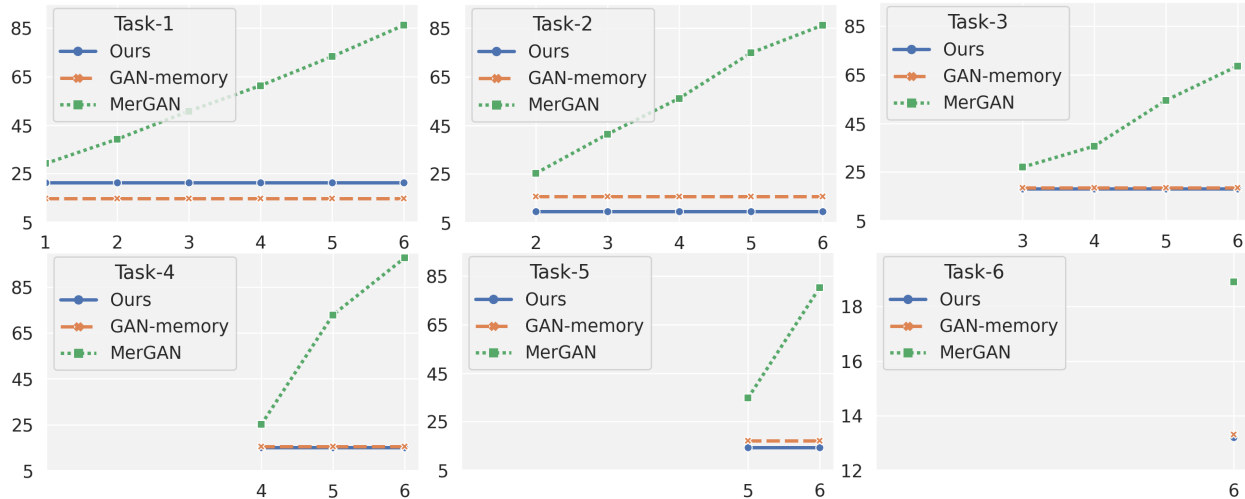 Task-1
Ours
GAN-memory
MerGAN
85
65
45
25
5
1 2 3 4 5 6
Task-2
Ours
GAN-memory
MerGAN
85
65
45
25
5
2 3 4 5 6
Task-3
Ours
GAN-memory
MerGAN
85
65
45
25
5
3 4 5 6
Task-4
Ours
GAN-memory
MerGAN
85
65
45
25
5
4 5 6
Task-5
Ours
GAN-memory
MerGAN
85
65
45
25
5
5 6
Task-6
Ours
GAN-memory
MerGAN
18
16
14
12
6